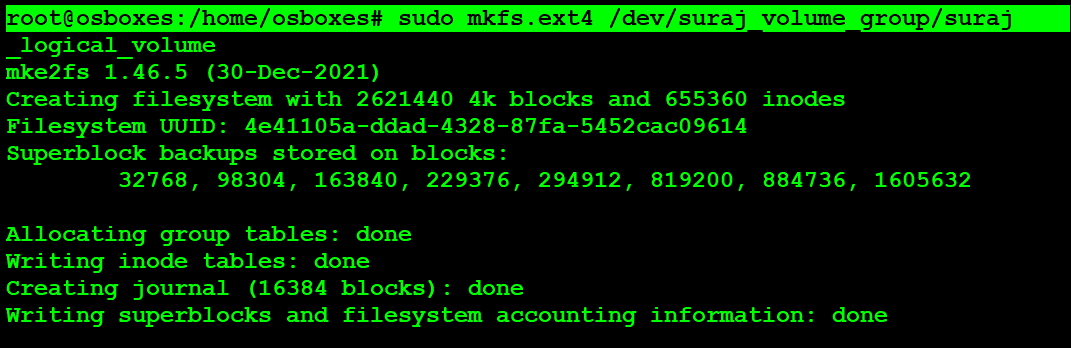 root@osboxes:/home/osboxes# sudo mkfs.ext4 /dev/suraj_volume_group/suraj
_logical_volume
mke2fs 1.46.5 (30-Dec-2021)
Creating filesystem with 2621440 4k blocks and 655360 inodes
Filesystem UUID: 4e41105a-ddad-4328-87fa-5452cac09614
Superblock backups stored on blocks:
        32768, 98304, 163840, 229376, 294912, 819200, 884736, 1605632
Allocating group tables: done
Writing inode tables: done
Creating journal (16384 blocks): done
Writing superblocks and filesystem accounting information: done